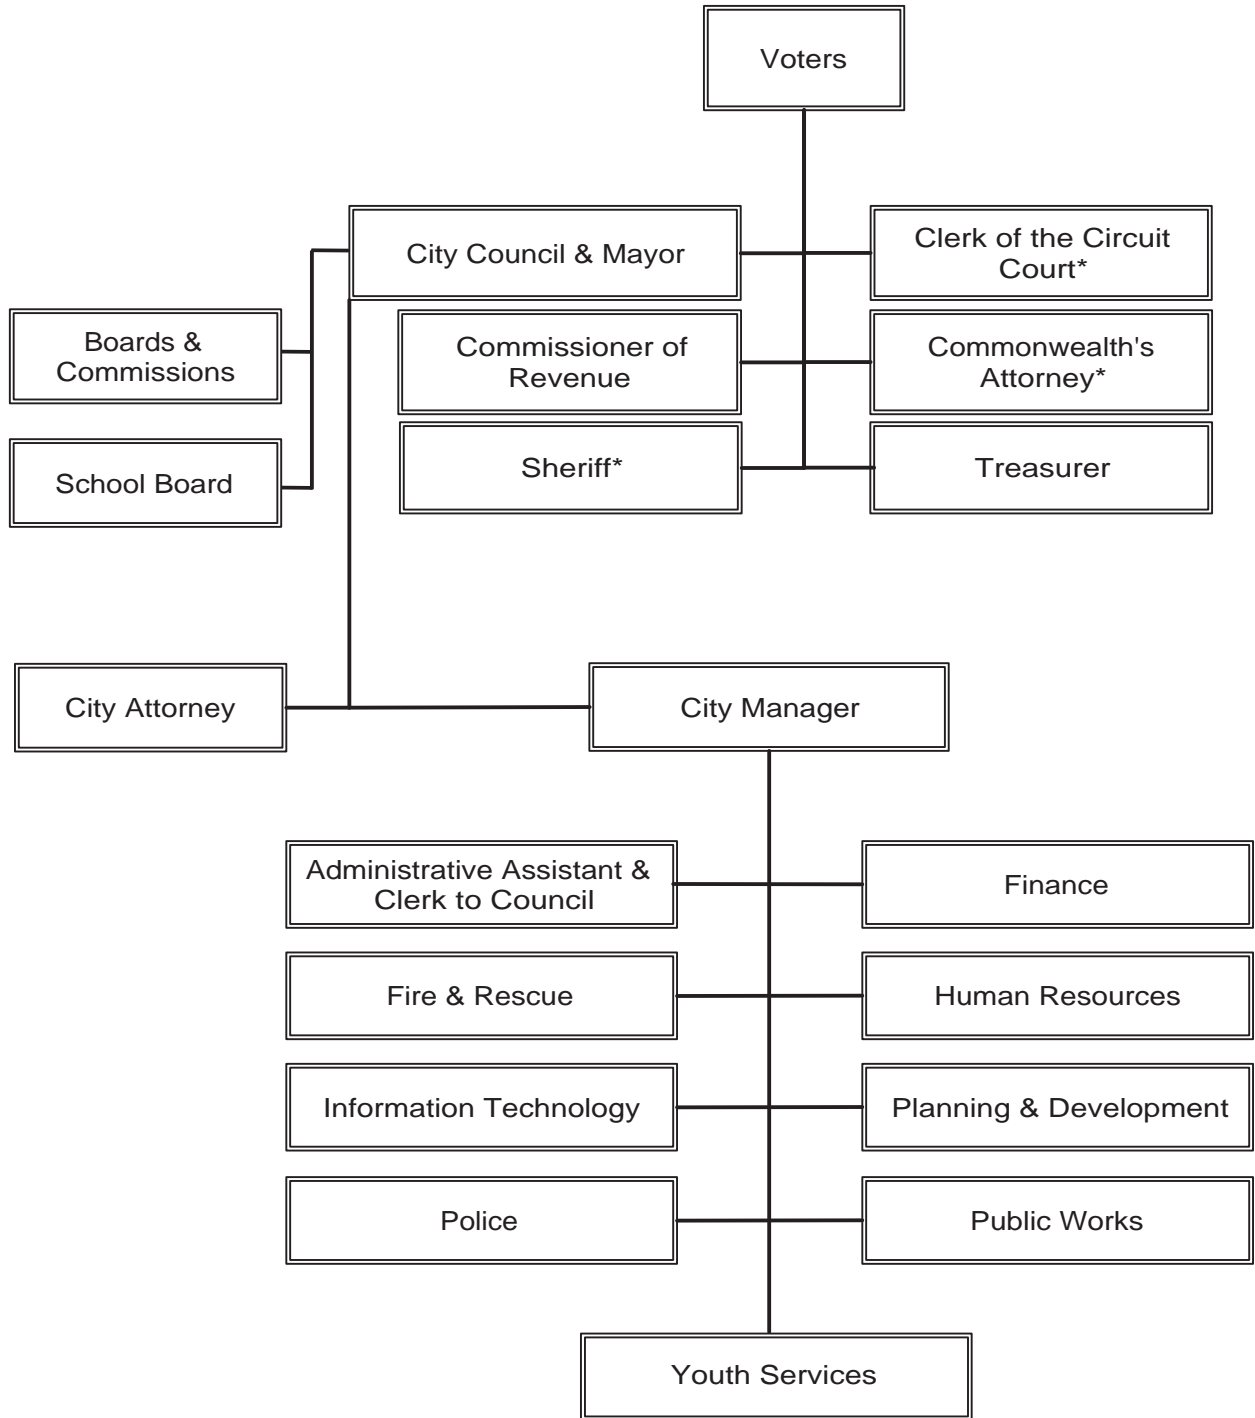 Voters
City Council & Mayor
Clerk of the Circuit
Court*
Boards &
Commissions
Commissioner of
Revenue
Commonwealth's
Attorney*
School Board
Sheriff*
Treasurer
City Attorney
City Manager
Administrative Assistant &
Clerk to Council
Finance
Fire & Rescue
Human Resources
Information Technology
Planning & Development
Police
Public Works
Youth Services